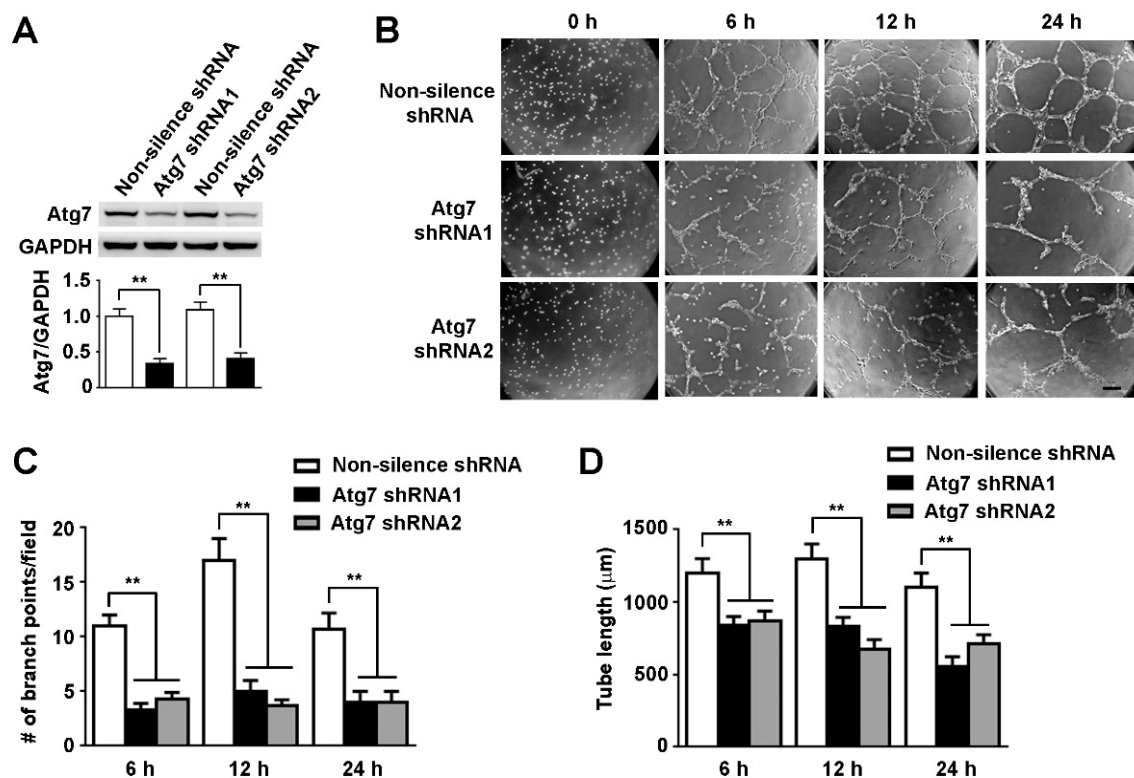 A
Non-silence shRNA
Atg7 shRNA1
Non-silence shRNA
Atg7 shRNA2
Atg7
GAPDH
** **
1.5
1.0
0.5
0
Atg7/GAPDH
B
0 h 6 h 12 h 24 h
Non-silence
shRNA
Atg7
shRNA1
Atg7
shRNA2
C
Non-silence shRNA
Atg7 shRNA1
Atg7 shRNA2
# of branch points/field
20
15
10
5
0
** ** **
6 h 12 h 24 h
D
Non-silence shRNA
Atg7 shRNA1
Atg7 shRNA2
Tube length (μm)
1500
1000
500
0
** ** **
6 h 12 h 24 h